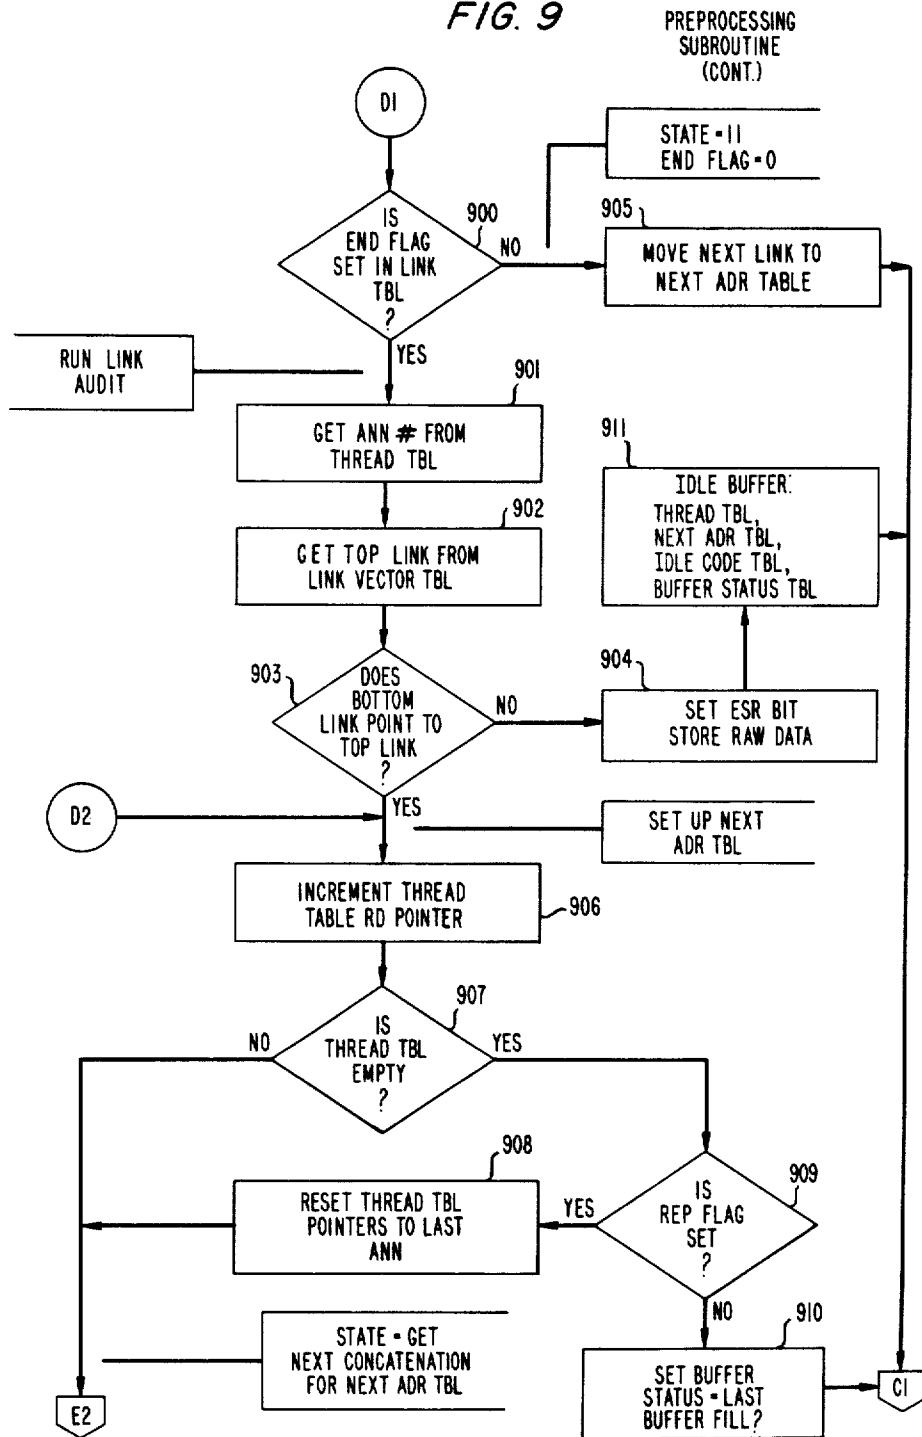 FIG. 9
PREPROCESSING
SUBROUTINE
(CONT.)
D1
STATE=11
END FLAG=0
IS
END FLAG
SET IN LINK
TBL
?
900
NO
905
MOVE NEXT LINK TO
NEXT ADR TABLE
YES
RUN LINK
AUDIT
901
GET ANN # FROM
THREAD TBL
902
GET TOP LINK FROM
LINK VECTOR TBL
911
IDLE BUFFER:
THREAD TBL,
NEXT ADR TBL,
IDLE CODE TBL,
BUFFER STATUS TBL
903
DOES
BOTTOM
LINK POINT TO
TOP LINK
?
NO
904
SET ESR BIT
STORE RAW DATA
YES
D2
SET UP NEXT
ADR TBL
INCREMENT THREAD
TABLE RD POINTER
906
907
IS
THREAD TBL
EMPTY
?
NO
YES
908
RESET THREAD TBL
POINTERS TO LAST
ANN
YES
909
IS
REP FLAG
SET
?
NO
910
STATE=GET
NEXT CONCATENATION
FOR NEXT ADR TBL
SET BUFFER
STATUS=LAST
BUFFER FILL?
C1
E2